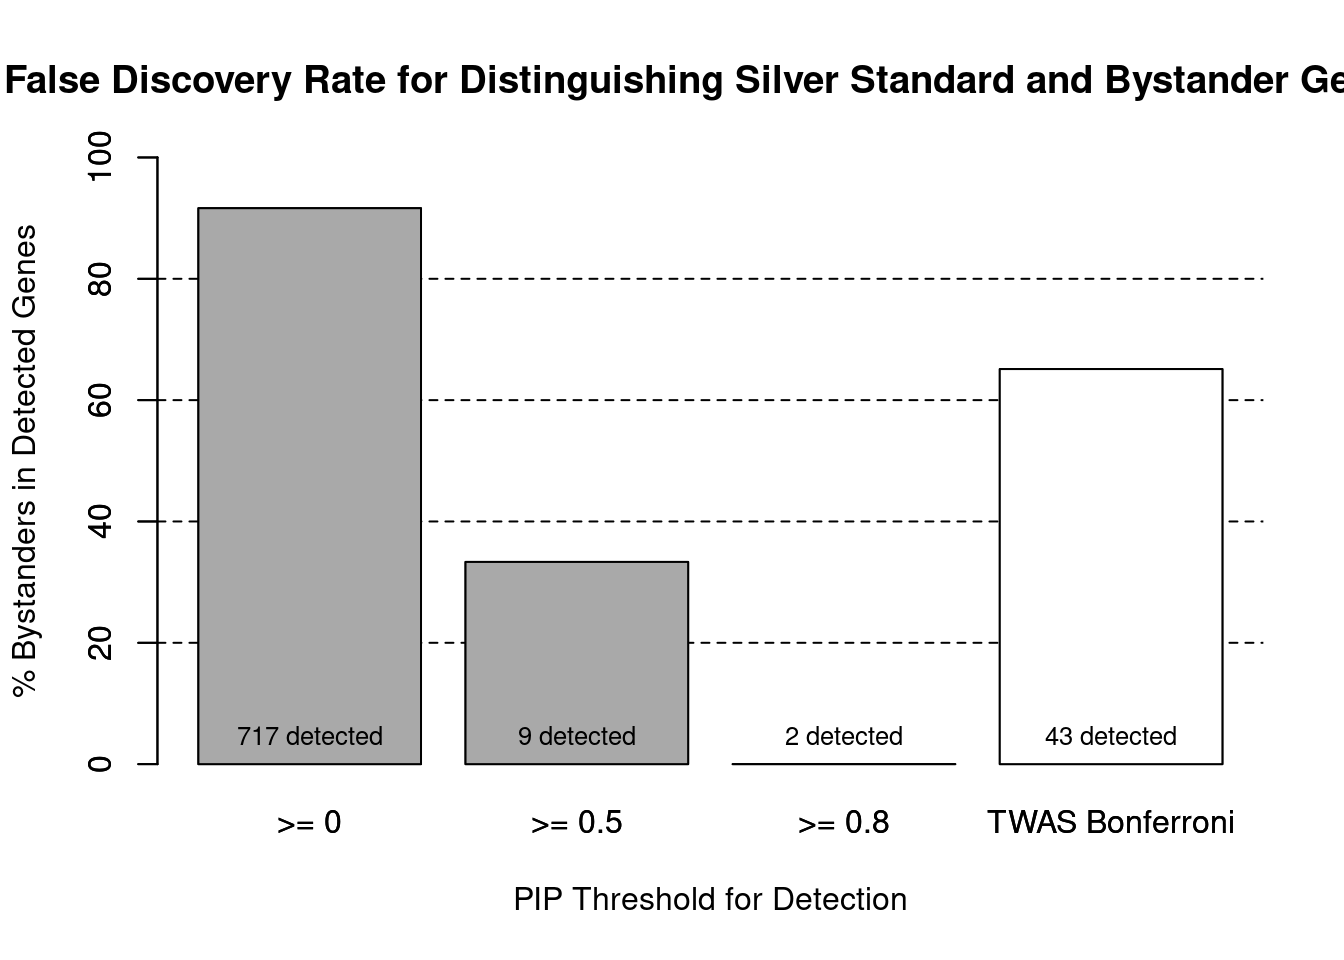 False Discovery Rate for Distinguishing Silver Standard and Bystander Ge
% Bystanders in Detected Genes
100
80
60
40
20
0
717 detected
9 detected
2 detected
43 detected
>= 0
>= 0.5
>= 0.8
TWAS Bonferroni
PIP Threshold for Detection